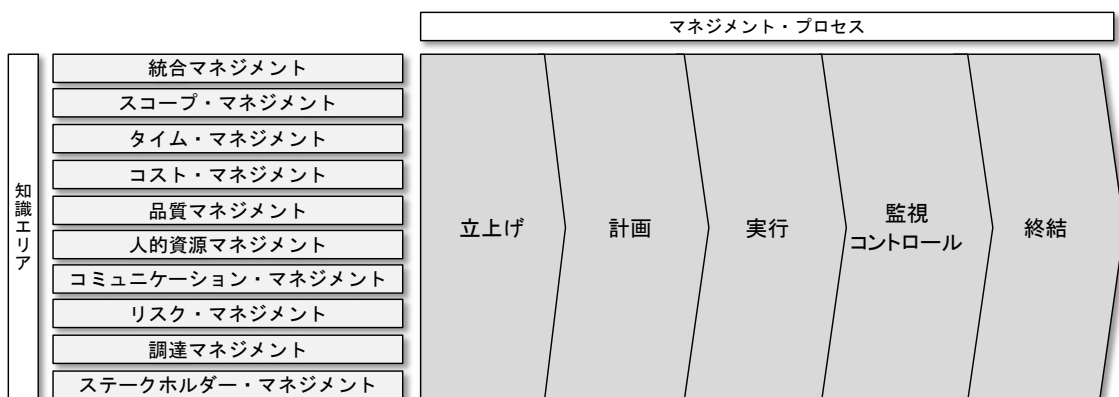 マネジメント・プロセス
知識エリア
統合マネジメント
スコープ・マネジメント
タイム・マネジメント
コスト・マネジメント
品質マネジメント
人的資源マネジメント
コミュニケーション・マネジメント
リスク・マネジメント
調達マネジメント
ステークホルダー・マネジメント
立上げ
計画
実行
監視
コントロール
終結